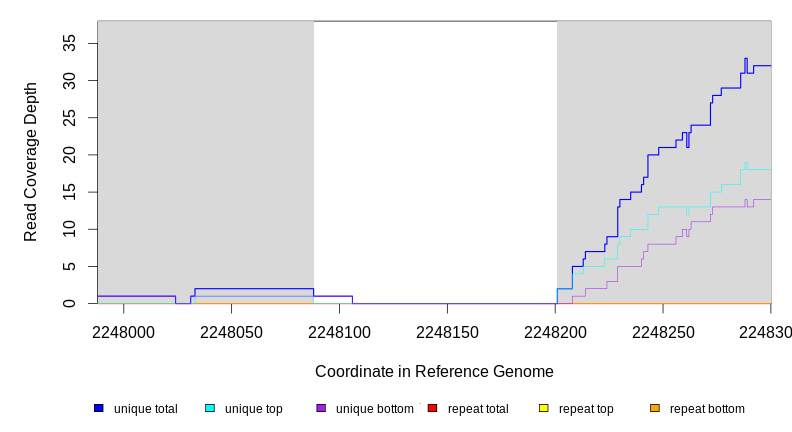 Read Coverage Depth
35
30
25
20
15
10
5
0
2248000 2248050 2248100 2248150 2248200 2248250 224830
Coordinate in Reference Genome
unique total unique top unique bottom repeat total repeat top repeat bottom